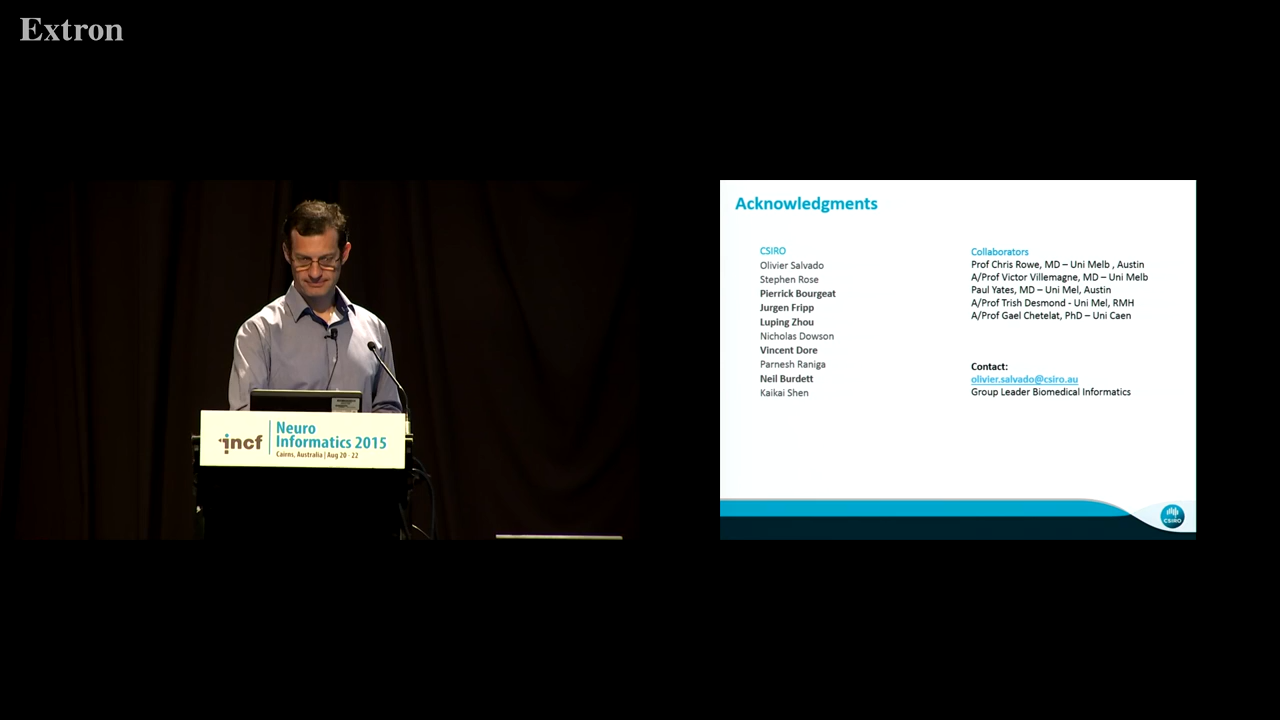 Extron
incf
Neuro
Informatics 2015
Cairns, Australia | Aug 20 - 22
Acknowledgments
CSIRO
Olivier Salvado
Stephen Rose
Pierrick Bourgeat
Jurgen Fripp
Luping Zhou
Nicholas Dowson
Vincent Dore
Parnesh Raniga
Neil Burdett
Kaikai Shen
Collaborators
Prof Chris Rowe, MD – Uni Melb , Austin
A/Prof Victor Villemagne, MD – Uni Melb
Paul Yates, MD – Uni Mel, Austin
A/Prof Trish Desmond - Uni Mel, RMH
A/Prof Gael Chetelat, PhD – Uni Caen
Contact:
olivier.salvado@csiro.au
Group Leader Biomedical Informatics
CSIRO